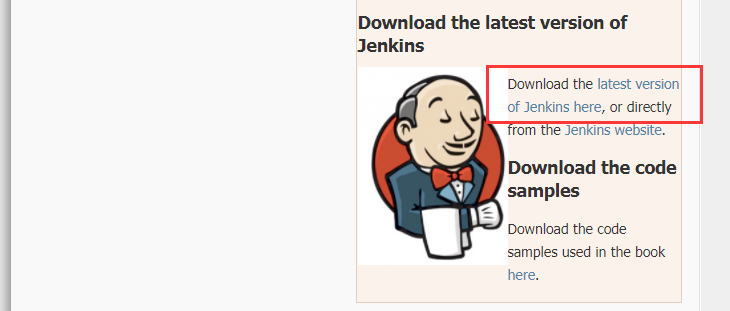 Download the latest version of
Jenkins
Download the latest version
of Jenkins here, or directly
from the Jenkins website.
Download the code
samples
Download the code
samples used in the book
here.